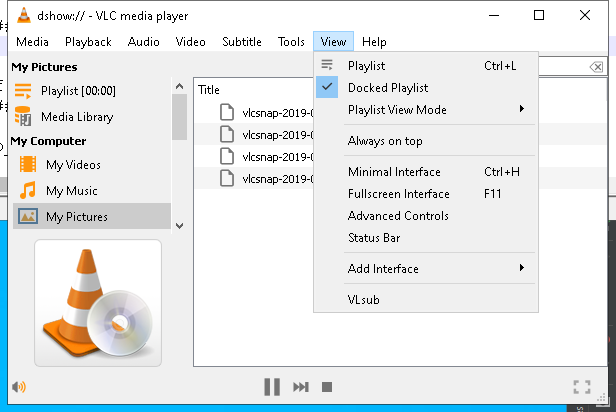 dshow:// - VLC media player
Media Playback Audio Video Subtitle Tools View Help
My Pictures
Playlist [00:00]
Media Library
My Computer
My Videos
My Music
My Pictures
Title
vlcsnap-2019-0
vlcsnap-2019-0
vlcsnap-2019-0
vlcsnap-2019-0
Playlist Ctrl+L
Docked Playlist
Playlist View Mode
Always on top
Minimal Interface Ctrl+H
Fullscreen Interface F11
Advanced Controls
Status Bar
Add Interface
VLsub